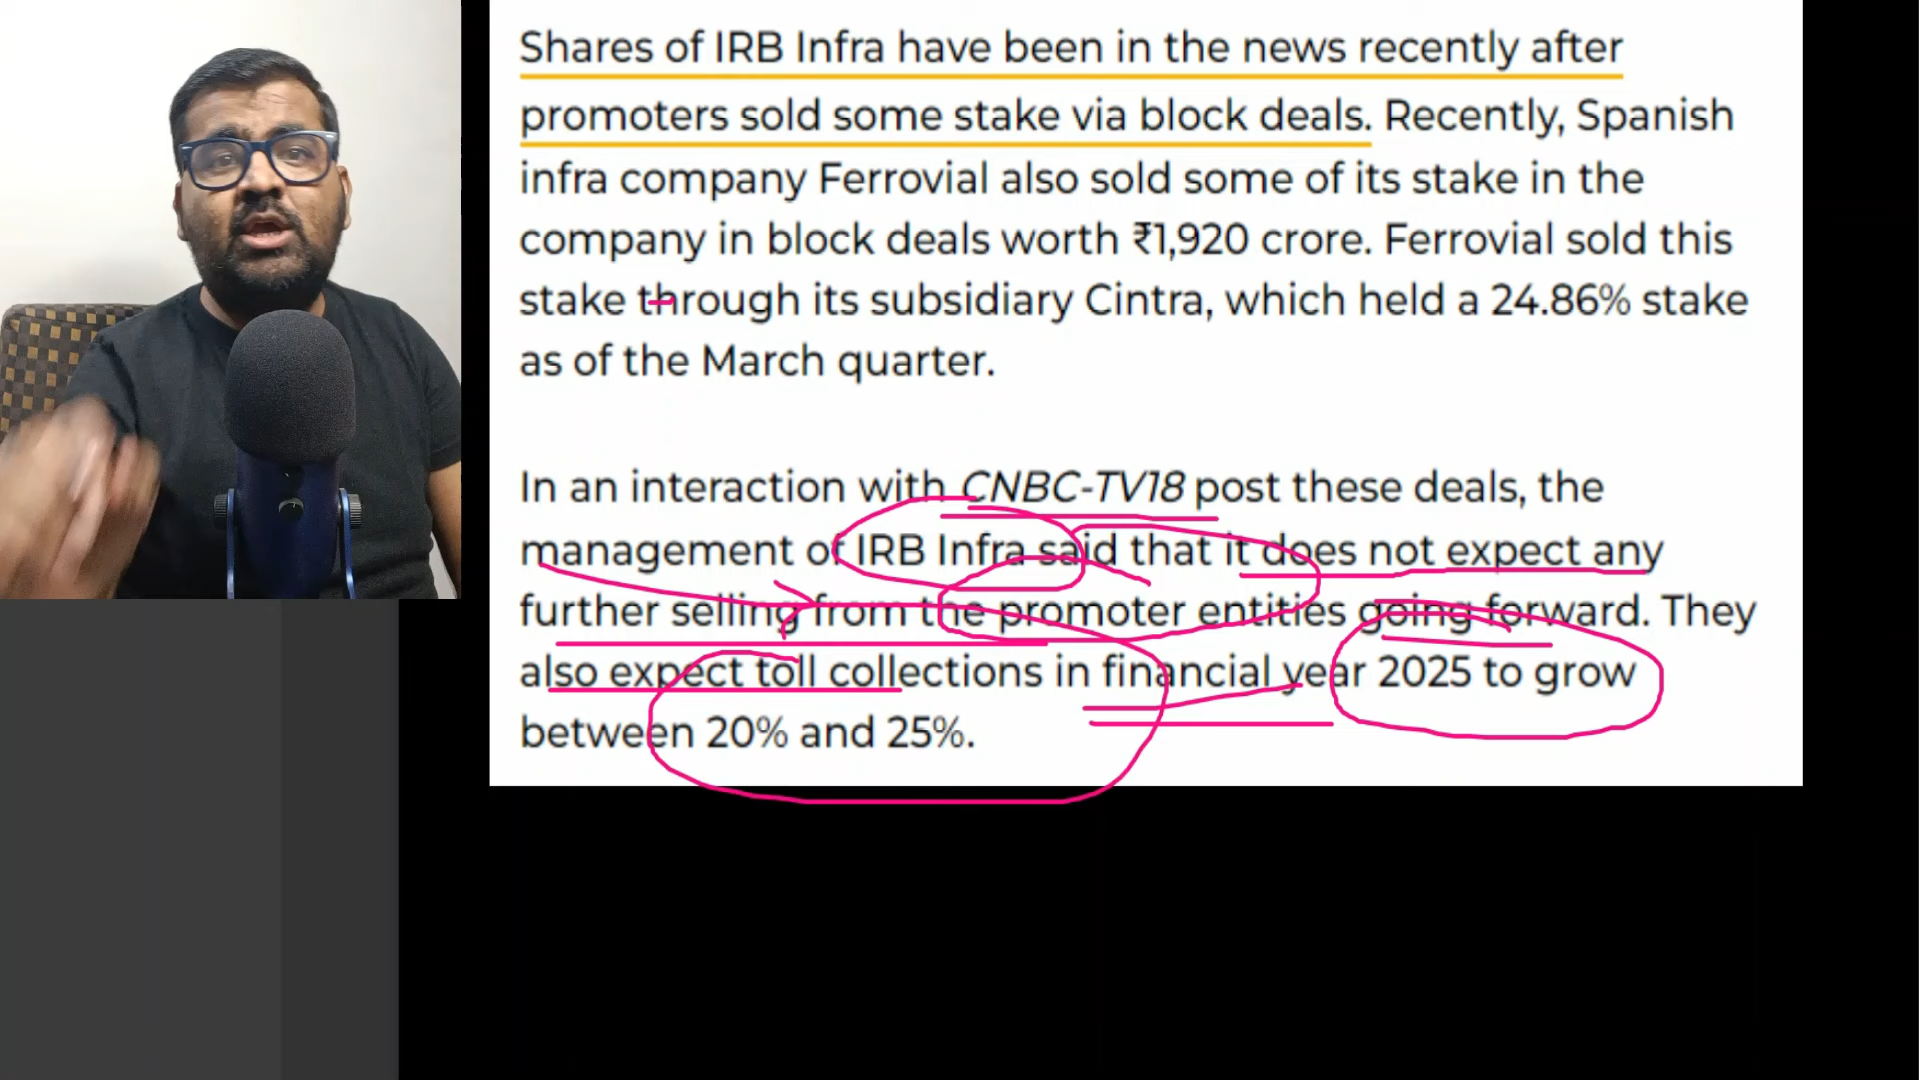 Shares of IRB Infra have been in the news recently after
promoters sold some stake via block deals. Recently, Spanish
infra company Ferrovial also sold some of its stake in the
company in block deals worth ₹1,920 crore. Ferrovial sold this
stake through its subsidiary Cintra, which held a 24.86% stake
as of the March quarter.
In an interaction with CNBC-TV18 post these deals, the
management of IRB Infra said that it does not expect any
further selling from the promoter entities going forward. They
also expect toll collections in financial year 2025 to grow
between 20% and 25%.